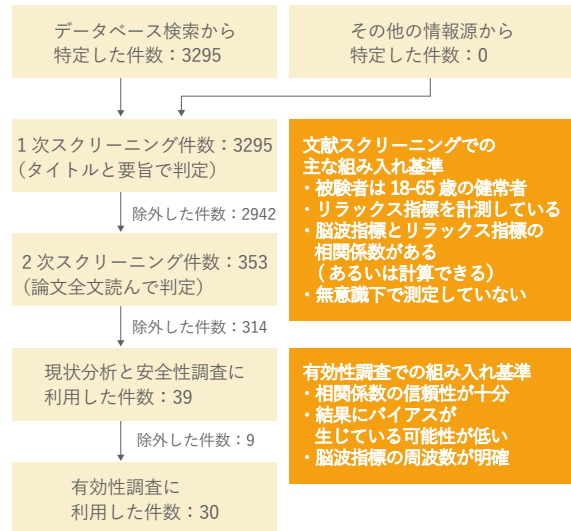 データベース検索から
特定した件数：3295
その他の情報源から
特定した件数：0
1次スクリーニング件数：3295
（タイトルと要旨で判定）
除外した件数：2942
2次スクリーニング件数：353
（論文全文読んで判定）
除外した件数：314
現状分析と安全性調査に
利用した件数：39
除外した件数：9
有効性調査に
利用した件数：30
文献スクリーニングでの
主な組み入れ基準
・被験者は18-65歳の健常者
・リラックス指標を計測している
・脳波指標とリラックス指標の
相関係数がある
（あるいは計算できる）
・無意識下で測定していない
有効性調査での組み入れ基準
・相関係数の信頼性が十分
・結果にバイアスが
生じている可能性が低い
・脳波指標の周波数が明確